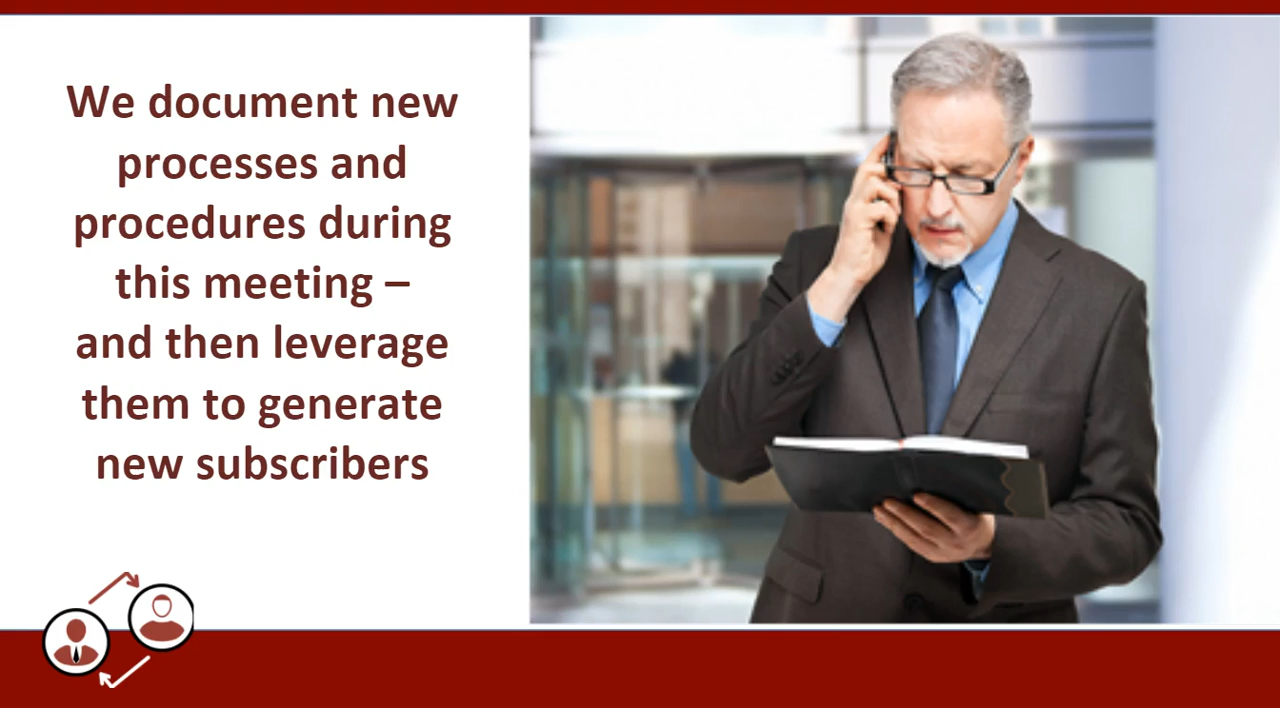 We document new
processes and
procedures during
this meeting –
and then leverage
them to generate
new subscribers